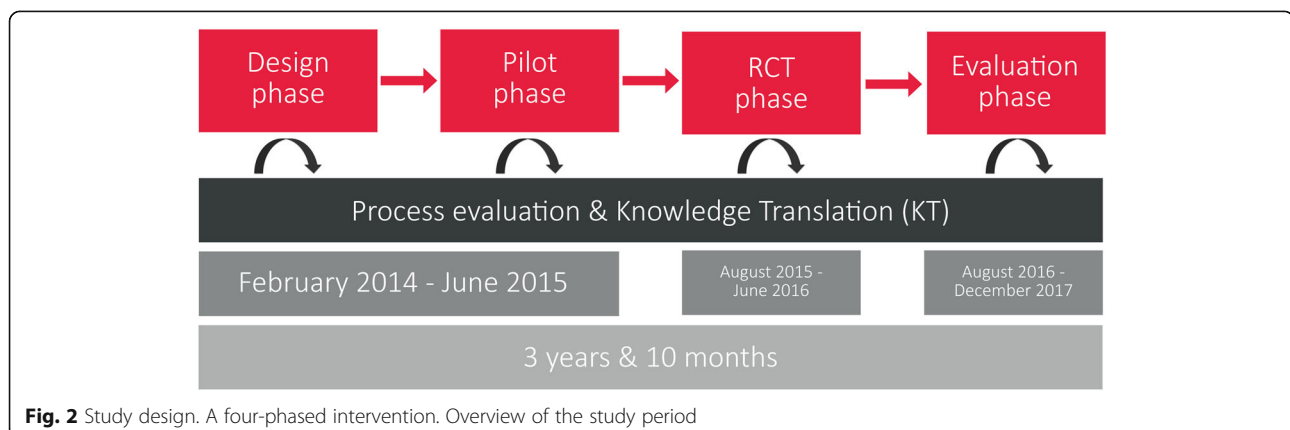 Design
phase
Pilot
phase
RCT
phase
Evaluation
phase
Process evaluation & Knowledge Translation (KT)
February 2014 - June 2015
August 2015 -
June 2016
August 2016 -
December 2017
3 years & 10 months
Fig. 2 Study design. A four-phased intervention. Overview of the study period